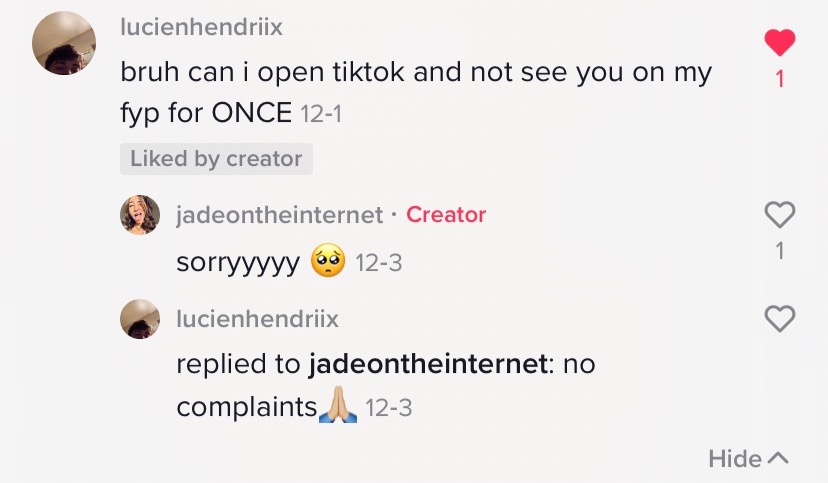 lucienhendriix
bruh can i open tiktok and not see you on my
fyp for ONCE 12-1
1
Liked by creator
jadeontheinternet · Creator
sorryyyyy 🥺 12-3
1
lucienhendriix
replied to jadeontheinternet: no
complaints🙏🏼 12-3
Hide